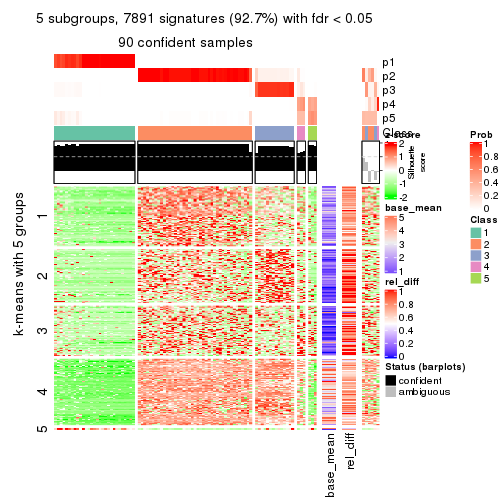 5 subgroups, 7891 signatures (92.7%) with fdr < 0.05
90 confident samples
p1
p2
p3
p4
p5
Class
z-score
2
1
0
-1
-2
Silhouette
score
Prob
1
0.8
0.6
0.4
0.2
0
base_mean
5
4
3
2
1
Class
1
2
3
4
5
rel_diff
1
0.8
0.6
0.4
0.2
0
Status (barplots)
confident
ambiguous
k-means with 5 groups
1
2
3
4
5
base_mean
rel_diff